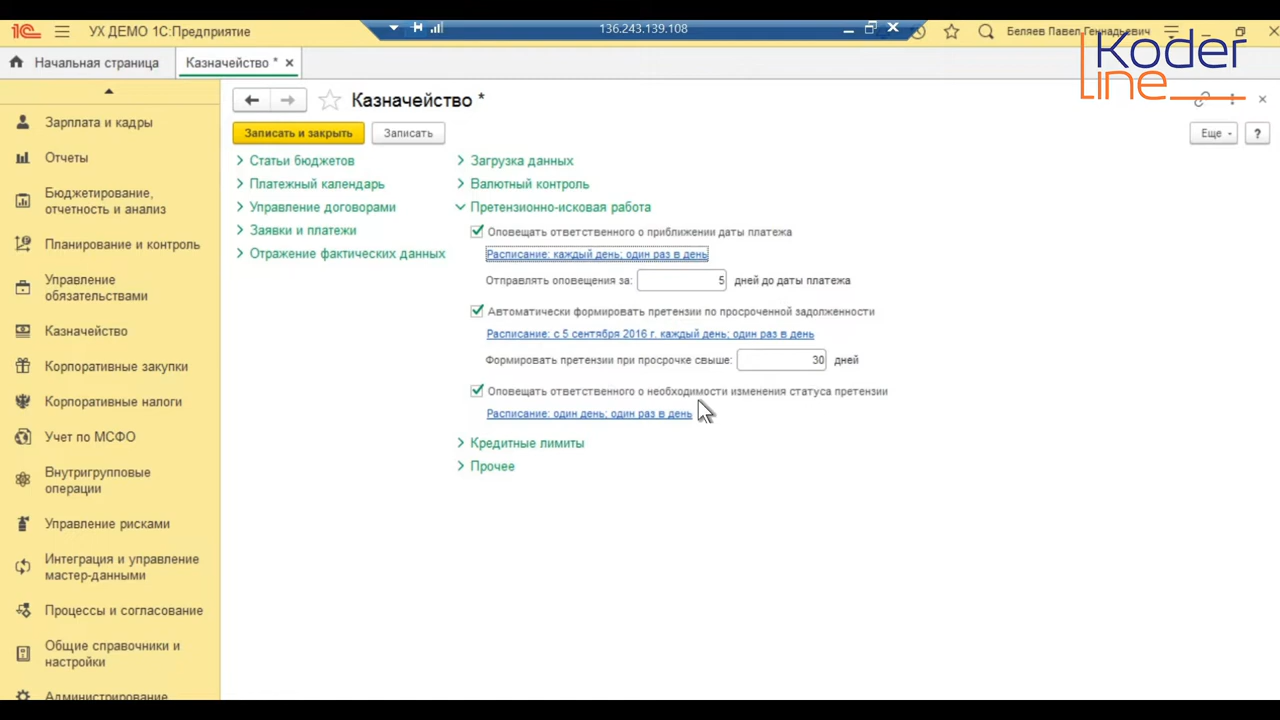 136.243.139.108
1С УХ ДЕМО 1С:Предприятие
Беляев Павел Геннадьевич
Koder
line
Начальная страница
Казначейство *
Казначейство *
Записать и закрыть
Записать
Еще
?
Зарплата и кадры
Отчеты
Бюджетирование,
отчетность и анализ
Планирование и контроль
Управление
обязательствами
Казначейство
Корпоративные закупки
Корпоративные налоги
Учет по МСФО
Внутригрупповые
операции
Управление рисками
Интеграция и управление
мастер-данными
Процессы и согласование
Общие справочники и
настройки
Администрирование
Статьи бюджетов
Платежный календарь
Управление договорами
Заявки и платежи
Отражение фактических данных
Загрузка данных
Валютный контроль
Претензионно-исковая работа
Оповещать ответственного о приближении даты платежа
Расписание: каждый день; один раз в день
Отправлять оповещения за: 5 дней до даты платежа
Автоматически формировать претензии по просроченной задолженности
Расписание: с 5 сентября 2016 г. каждый день; один раз в день
Формировать претензии при просрочке свыше: 30 дней
Оповещать ответственного о необходимости изменения статуса претензии
Расписание: один день; один раз в день
Кредитные лимиты
Прочее